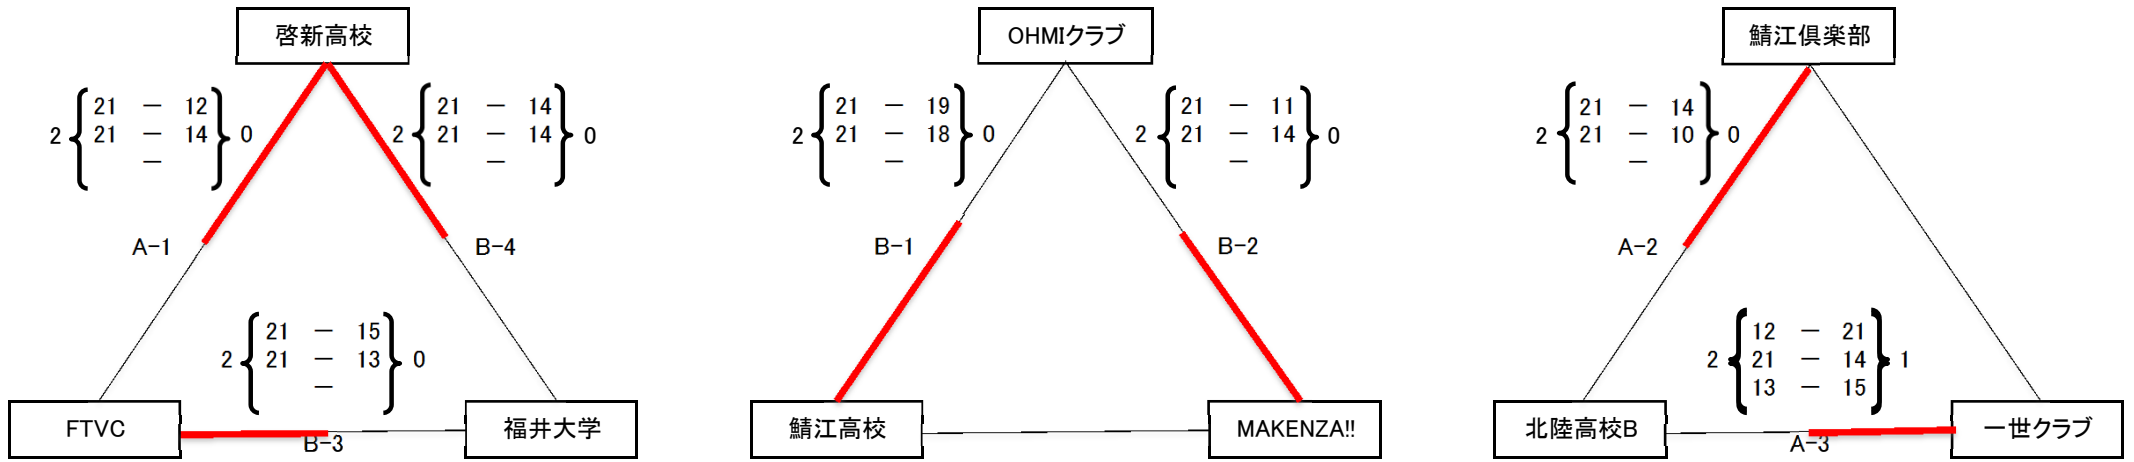 啓新高校
2 21 — 12 0
21 — 14
—
2 21 — 14 0
21 — 14
—
A-1
B-4
2 21 — 15 0
21 — 13
—
FTVC
福井大学
B-3
OHMIクラブ
2 21 — 19 0
21 — 18
—
2 21 — 11 0
21 — 14
—
B-1
B-2
鯖江高校
MAKENZA!!
鯖江倶楽部
2 21 — 14 0
21 — 10
—
A-2
2 12 — 21 1
21 — 14
13 — 15
北陸高校B
一世クラブ
A-3